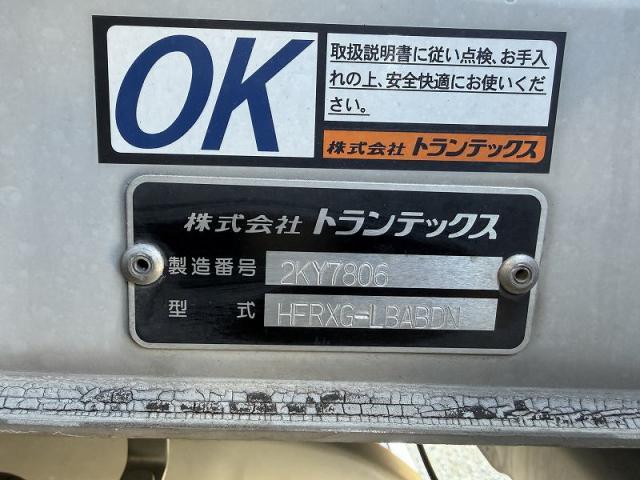 OK
取扱説明書に従い点検、お手入
れの上、安全快適にお使いくだ
さい。
株式会社 トランテックス
株式会社 トランテックス
製造番号 2KY7806
型式 HFRXG-LBABDN